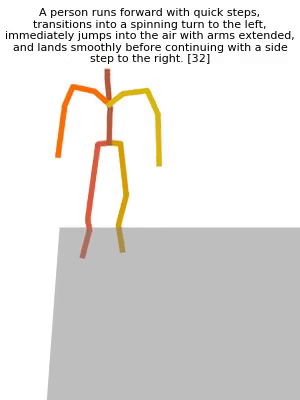 A person runs forward with quick steps,
transitions into a spinning turn to the left,
immediately jumps into the air with arms extended,
and lands smoothly before continuing with a side
step to the right. [32]